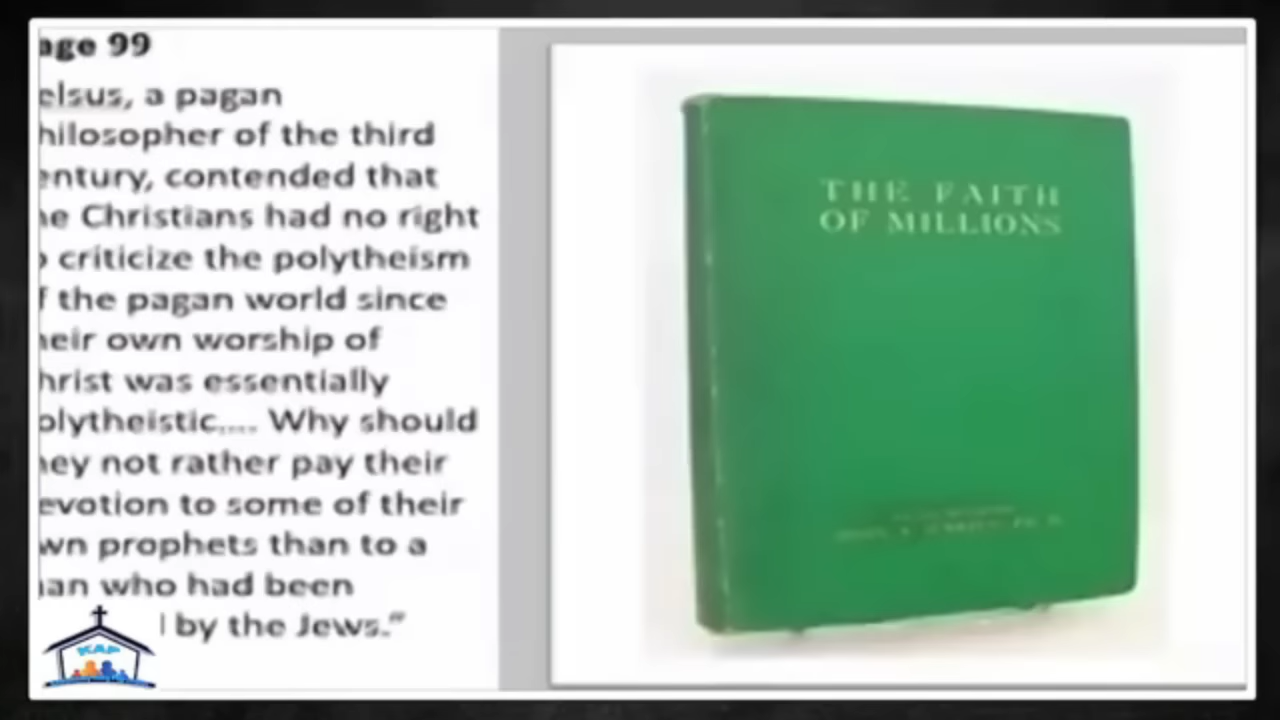 age 99
elsus, a pagan
hilosopher of the third
entury, contended that
e Christians had no right
criticize the polytheism
f the pagan world since
eir own worship of
hrist was essentially
olytheistic.... Why should
ey not rather pay their
evotion to some of their
wn prophets than to a
an who had been
by the Jews.”
KAP
THE FAITH
OF MILLIONS